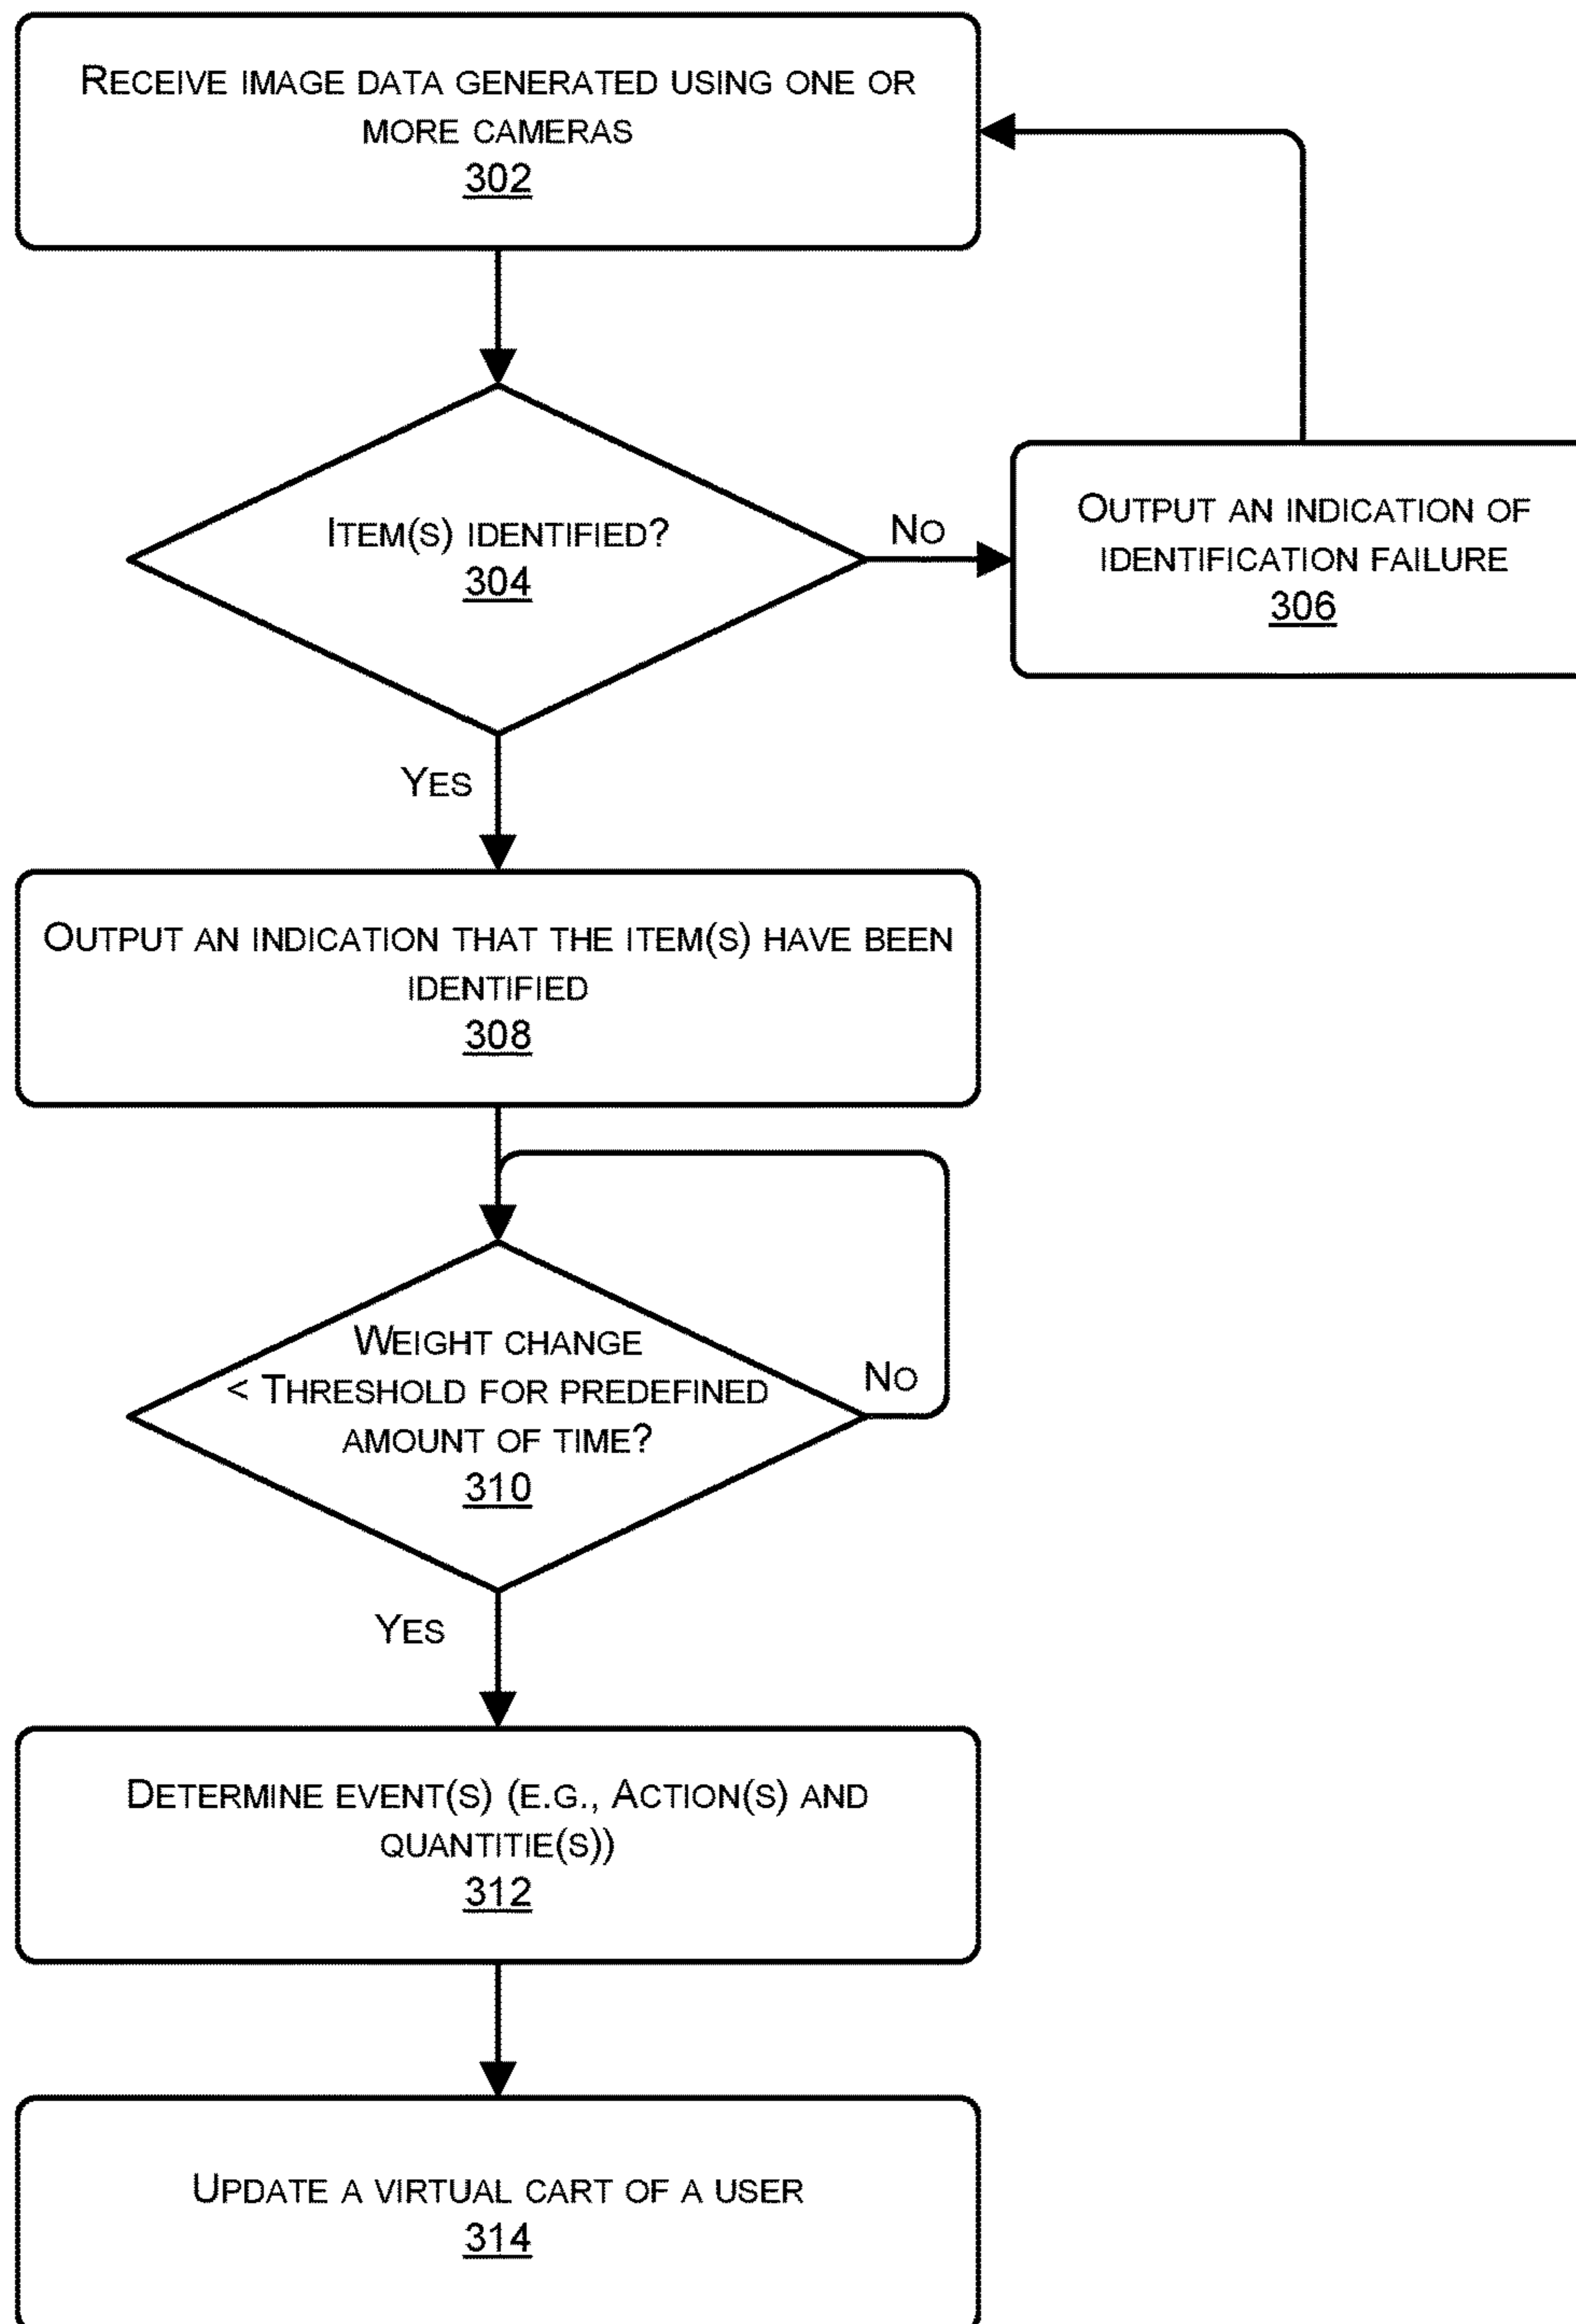 RECEIVE IMAGE DATA GENERATED USING ONE OR
MORE CAMERAS
302
ITEM(S) IDENTIFIED?
304
NO
OUTPUT AN INDICATION OF
IDENTIFICATION FAILURE
306
YES
OUTPUT AN INDICATION THAT THE ITEM(S) HAVE BEEN
IDENTIFIED
308
WEIGHT CHANGE
< THRESHOLD FOR PREDEFINED
AMOUNT OF TIME?
310
NO
YES
DETERMINE EVENT(S) (E.G., ACTION(S) AND
QUANTITIE(S))
312
UPDATE A VIRTUAL CART OF A USER
314